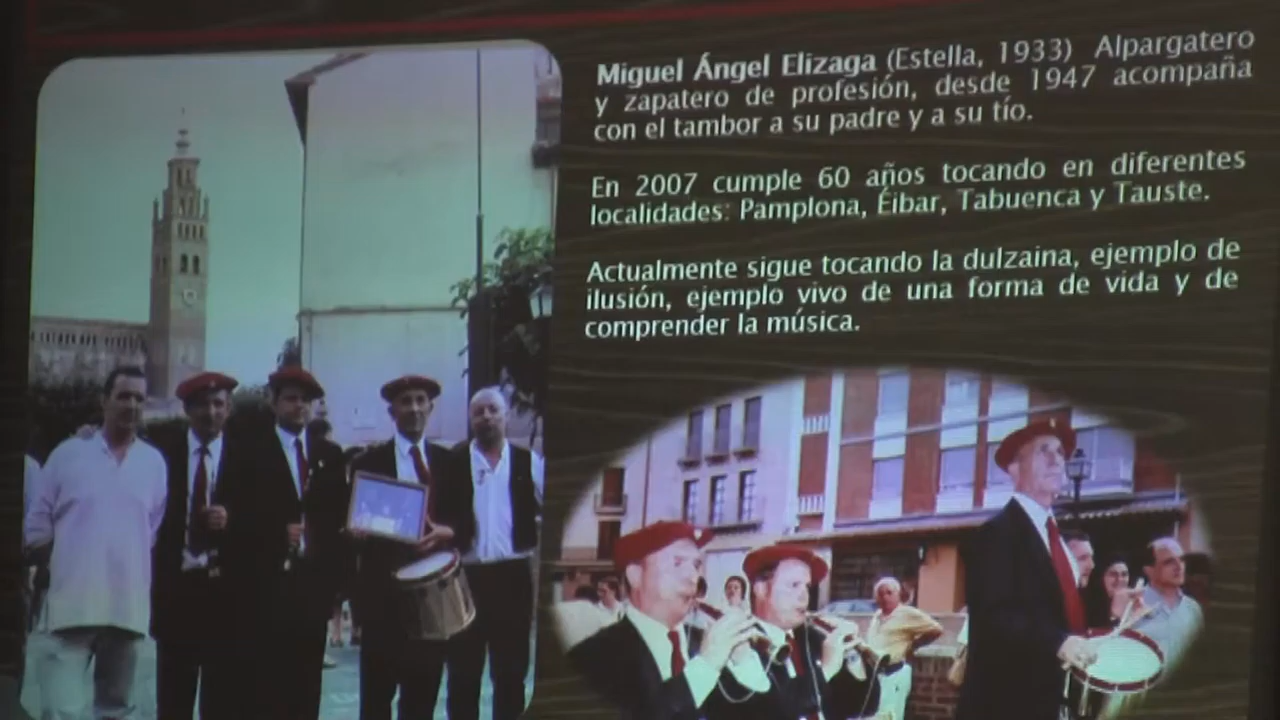 Miguel Ángel Elizaga (Estella, 1933) Alpargatero
y zapatero de profesión, desde 1947 acompaña
con el tambor a su padre y a su tío.
En 2007 cumple 60 años tocando en diferentes
localidades: Pamplona, Éibar, Tabuenca y Tauste.
Actualmente sigue tocando la dulzaina, ejemplo de
ilusión, ejemplo vivo de una forma de vida y de
comprender la música.